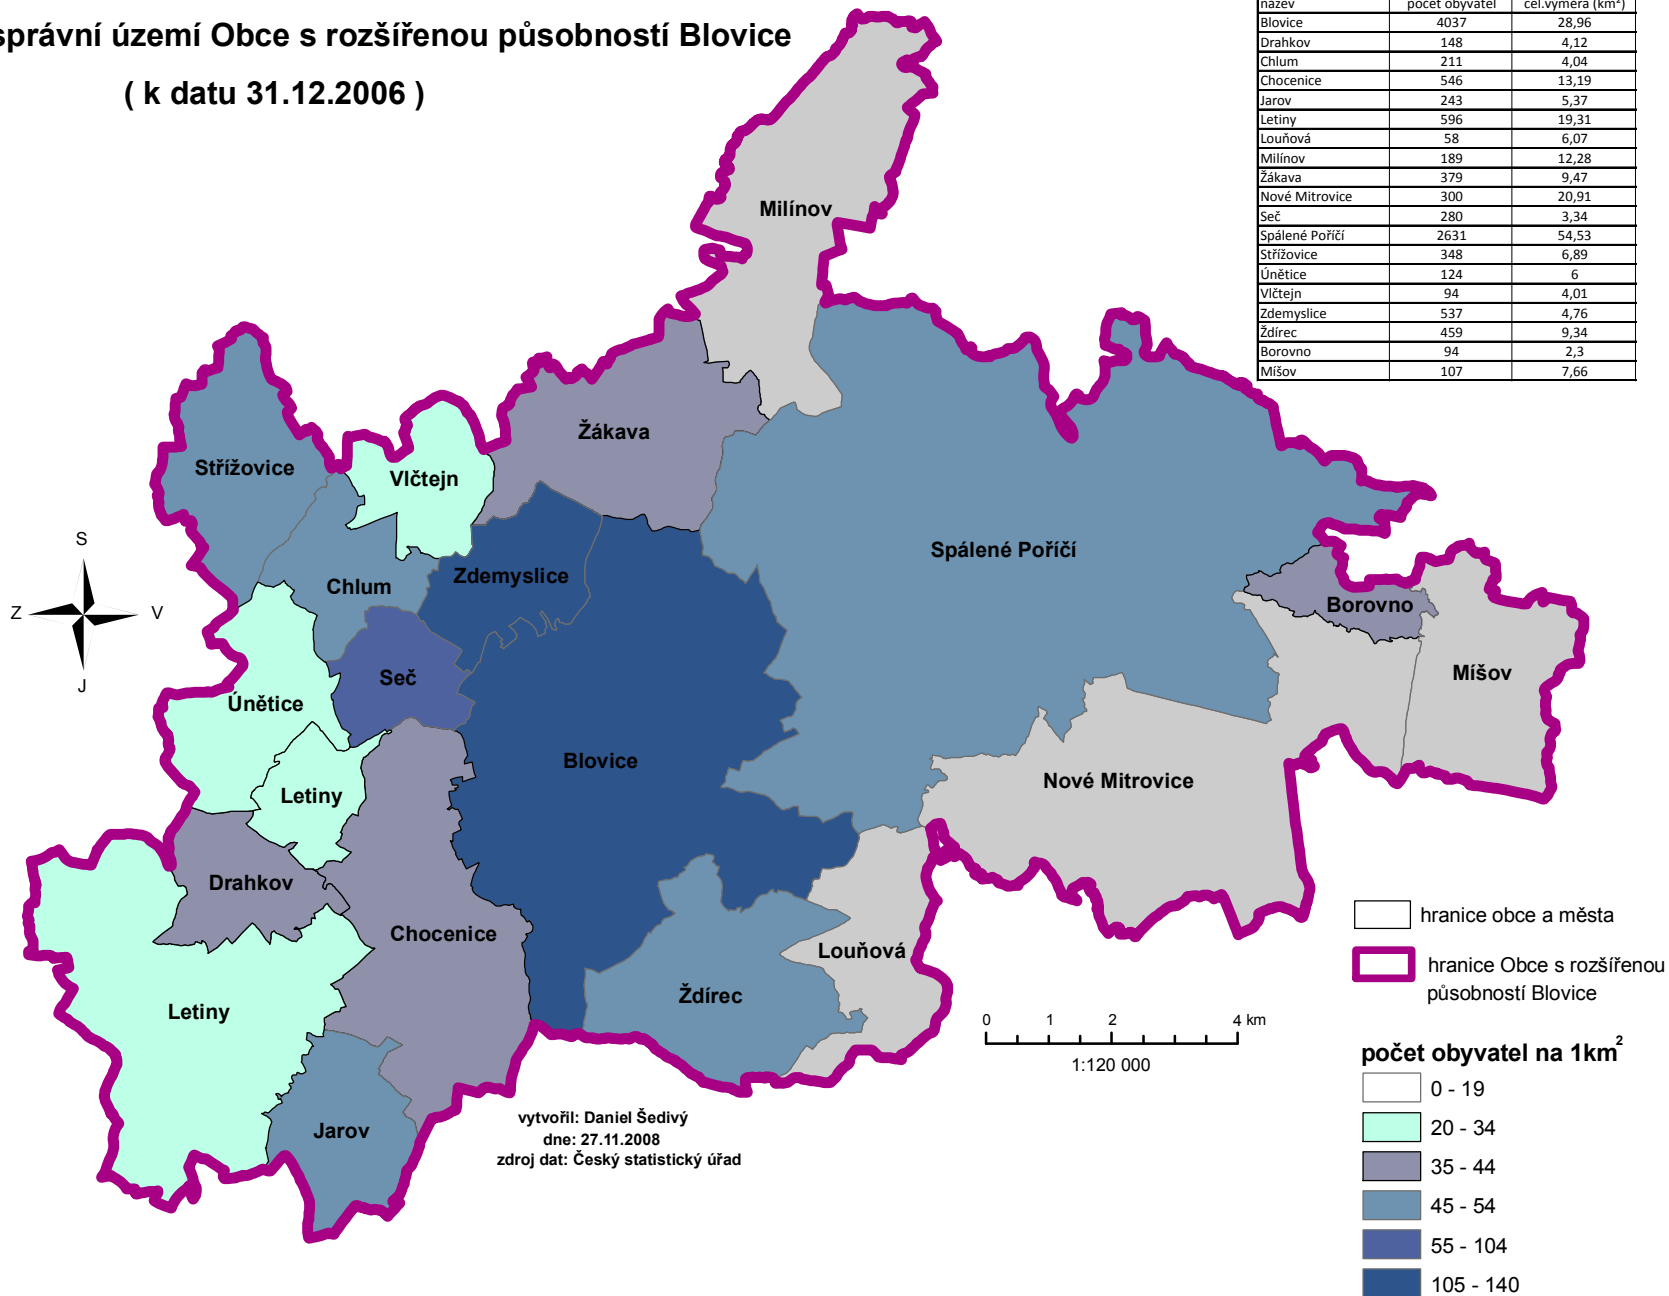 správní území Obce s rozšířenou působností Blovice
( k datu 31.12.2006 )
název počet obyvatel cel.výměra (km²)
Blovice 4037 28,96
Drahkov 148 4,12
Chlum 211 4,04
Chocenice 546 13,19
Jarov 243 5,37
Letiny 596 19,31
Louňová 58 6,07
Milínov 189 12,28
Žákava 379 9,47
Nové Mitrovice 300 20,91
Seč 280 3,34
Spálené Poříčí 2631 54,53
Střížovice 348 6,89
Únětice 124 6
Vlčtejn 94 4,01
Zdemyslice 537 4,76
Ždírec 459 9,34
Borovno 94 2,3
Míšov 107 7,66
Milínov
Žákava
Střížovice
Vlčtejn
Spálené Poříčí
S
Z V
J
Zdemyslice
Chlum
Borovno
Míšov
Seč
Únětice
Blovice
Nové Mitrovice
Letiny
Drahkov
Chocenice
Louňová
Ždírec
Letiny
Jarov
hranice obce a města
hranice Obce s rozšířenou
působností Blovice
0 1 2 4 km
1:120 000
počet obyvatel na 1km²
0 - 19
20 - 34
35 - 44
45 - 54
55 - 104
105 - 140
vytvořil: Daniel Šedivý
dne: 27.11.2008
zdroj dat: Český statistický úřad